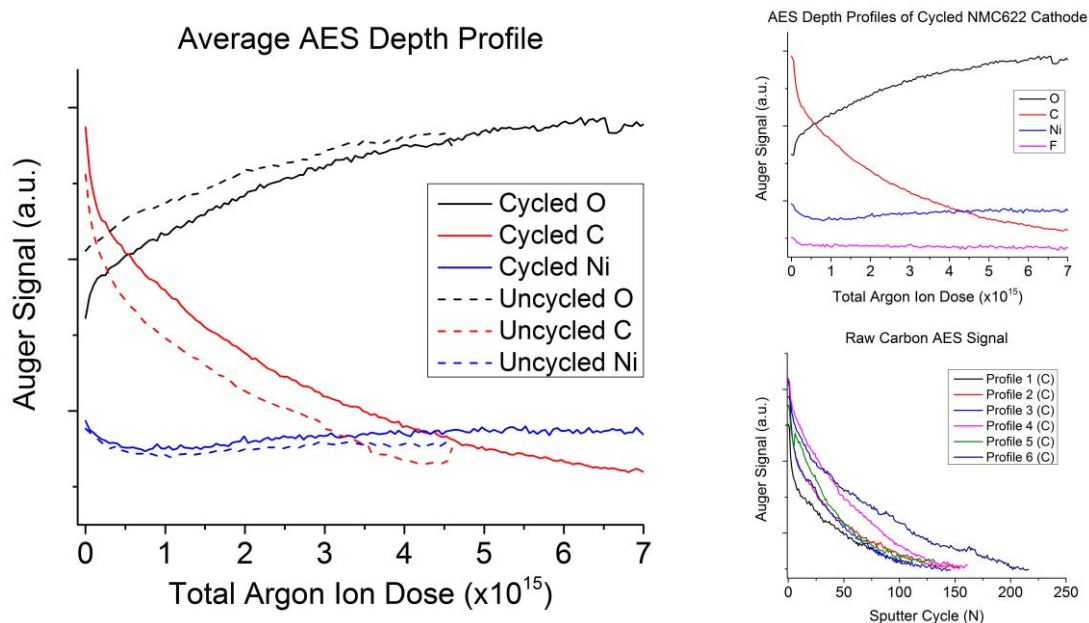 Average AES Depth Profile
Auger Signal (a.u.)
Cycled O
Cycled C
Cycled Ni
Uncycled O
Uncycled C
Uncycled Ni
0 1 2 3 4 5 6 7
Total Argon Ion Dose (x10¹⁵)
AES Depth Profiles of Cycled NMC622 Cathode
Auger Signal (a.u.)
O
C
Ni
F
0 1 2 3 4 5 6 7
Total Argon Ion Dose (x10¹⁵)
Raw Carbon AES Signal
Auger Signal (a.u.)
Profile 1 (C)
Profile 2 (C)
Profile 3 (C)
Profile 4 (C)
Profile 5 (C)
Profile 6 (C)
0 50 100 150 200 250
Sputter Cycle (N)